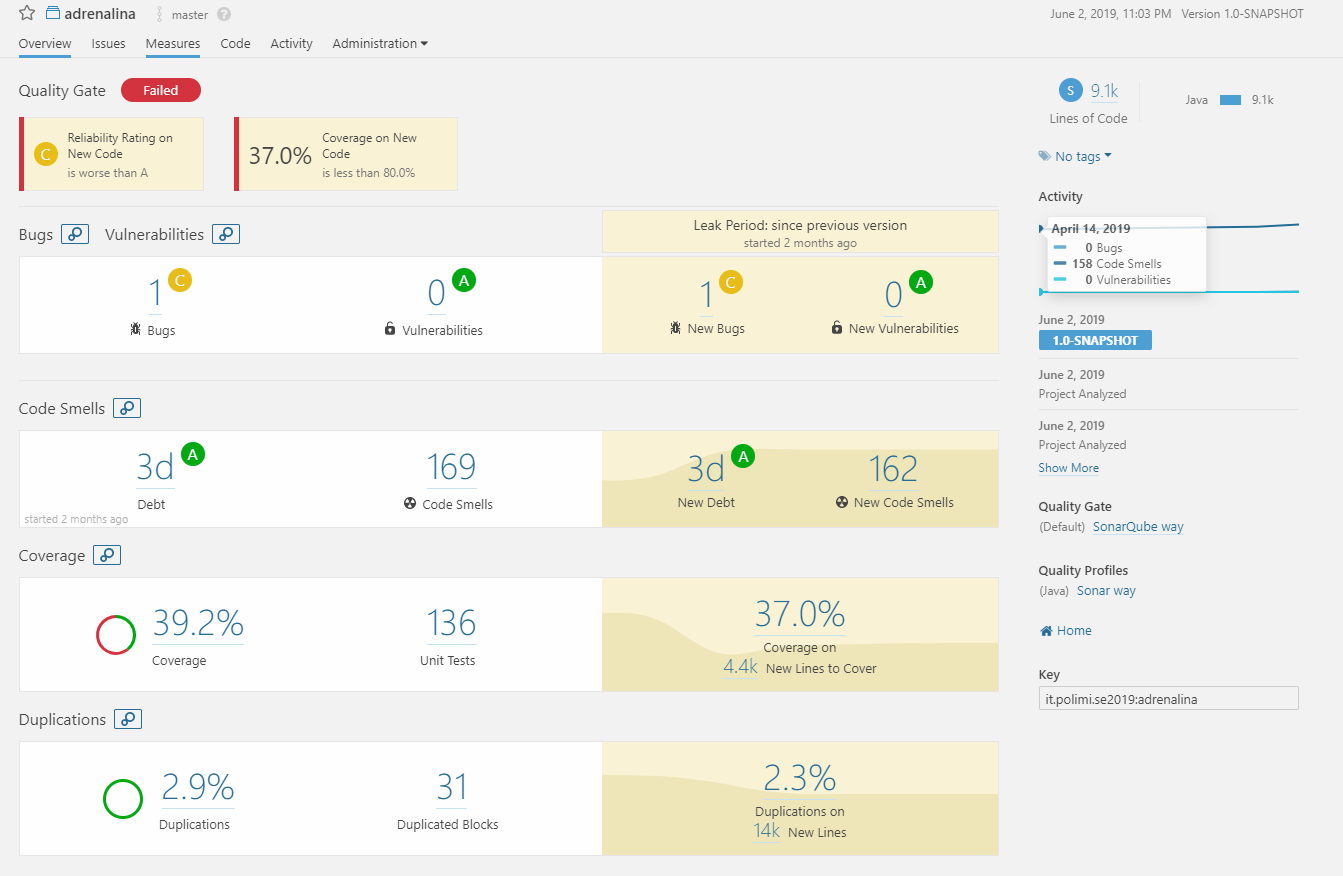 adrenalina master ?
June 2, 2019, 11:03 PM Version 1.0-SNAPSHOT
Overview Issues Measures Code Activity Administration
Quality Gate Failed
C
Reliability Rating on
New Code
is worse than A
37.0%
Coverage on New
Code
is less than 80.0%
Bugs Vulnerabilities
Leak Period: since previous version
started 2 months ago
1 C
Bugs
0 A
Vulnerabilities
1 C
New Bugs
0 A
New Vulnerabilities
Code Smells
3d A
Debt
169
Code Smells
started 2 months ago
3d A
New Debt
162
New Code Smells
Coverage
39.2%
Coverage
136
Unit Tests
37.0%
Coverage on
4.4k New Lines to Cover
Duplications
2.9%
Duplications
31
Duplicated Blocks
2.3%
Duplications on
14k New Lines
S 9.1k
Lines of Code
Java 9.1k
No tags
Activity
April 14, 2019
0 Bugs
158 Code Smells
0 Vulnerabilities
June 2, 2019
1.0-SNAPSHOT
June 2, 2019
Project Analyzed
June 2, 2019
Project Analyzed
Show More
Quality Gate
(Default) SonarQube way
Quality Profiles
(Java) Sonar way
Home
Key
it.polimi.se2019:adrenalina